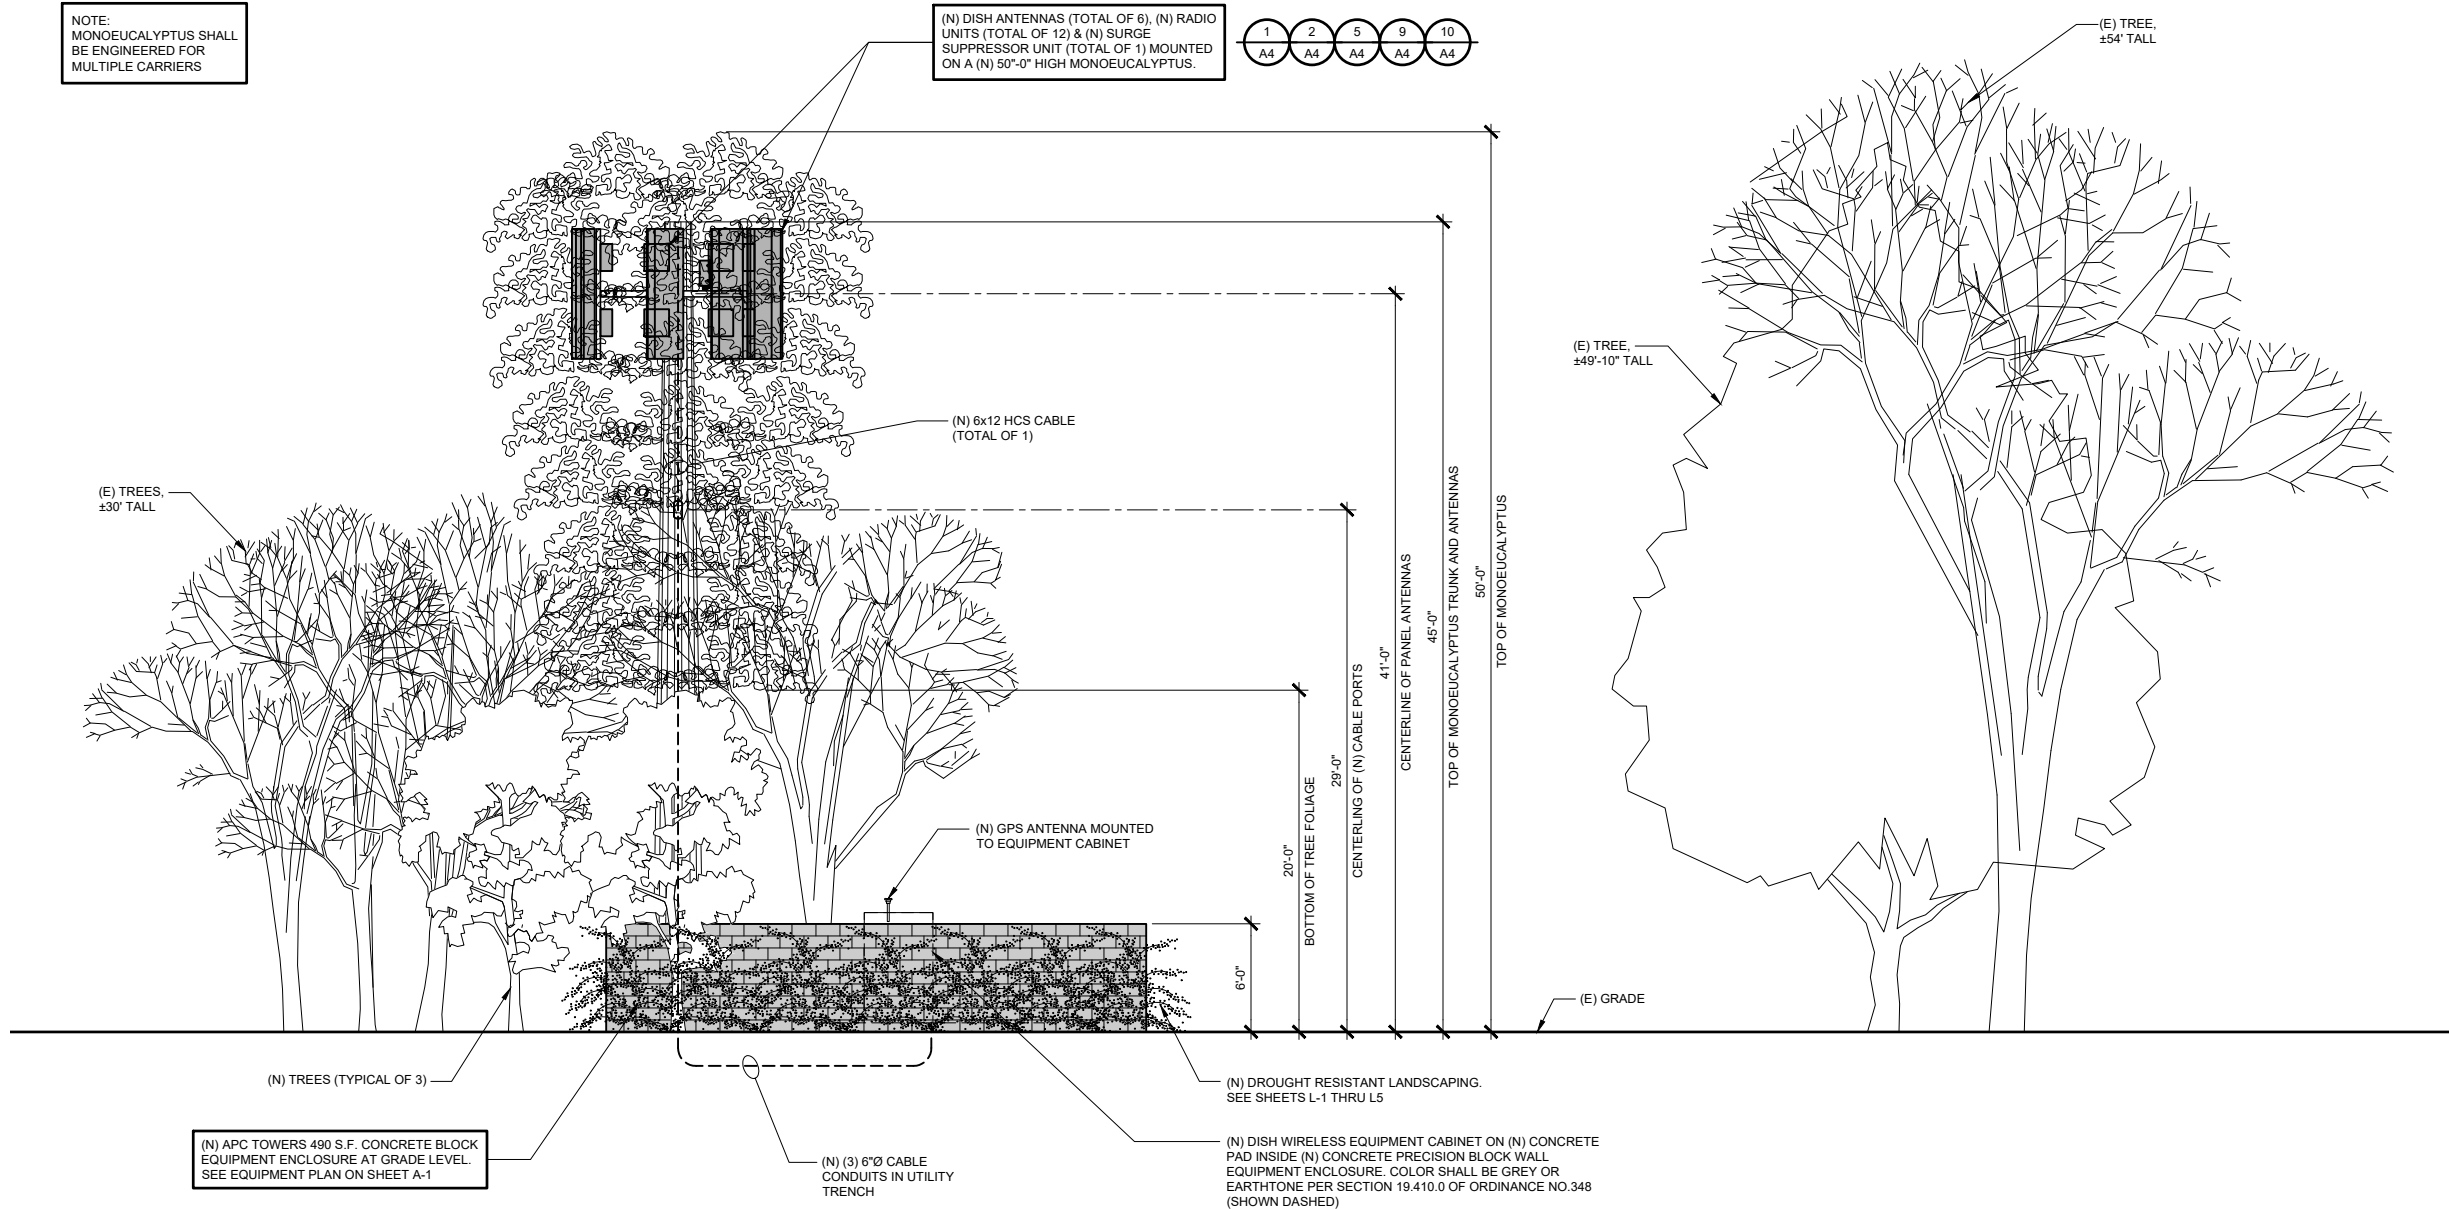 NOTE:
MONOEUCALYPTUS SHALL
BE ENGINEERED FOR
MULTIPLE CARRIERS
(N) DISH ANTENNAS (TOTAL OF 6), (N) RADIO
UNITS (TOTAL OF 12) & (N) SURGE
SUPPRESSOR UNIT (TOTAL OF 1) MOUNTED
ON A (N) 50"-0" HIGH MONOEUCALYPTUS.
1 2 5 9 10
A4 A4 A4 A4 A4
(E) TREE,
±54' TALL
(E) TREE,
±49'-10" TALL
(N) 6x12 HCS CABLE
(TOTAL OF 1)
(E) TREES,
±30' TALL
(N) GPS ANTENNA MOUNTED
TO EQUIPMENT CABINET
6'-0"
20'-0"
BOTTOM OF TREE FOLIAGE
29'-0"
CENTERLING OF (N) CABLE PORTS
41'-0"
CENTERLINE OF PANEL ANTENNAS
45'-0"
TOP OF MONOEUCALYPTUS TRUNK AND ANTENNAS
50'-0"
TOP OF MONOEUCALYPTUS
(E) GRADE
(N) TREES (TYPICAL OF 3)
(N) APC TOWERS 490 S.F. CONCRETE BLOCK
EQUIPMENT ENCLOSURE AT GRADE LEVEL.
SEE EQUIPMENT PLAN ON SHEET A-1
(N) (3) 6"Ø CABLE
CONDUITS IN UTILITY
TRENCH
(N) DROUGHT RESISTANT LANDSCAPING.
SEE SHEETS L-1 THRU L5
(N) DISH WIRELESS EQUIPMENT CABINET ON (N) CONCRETE
PAD INSIDE (N) CONCRETE PRECISION BLOCK WALL
EQUIPMENT ENCLOSURE. COLOR SHALL BE GREY OR
EARTHTONE PER SECTION 19.410.0 OF ORDINANCE NO.348
(SHOWN DASHED)